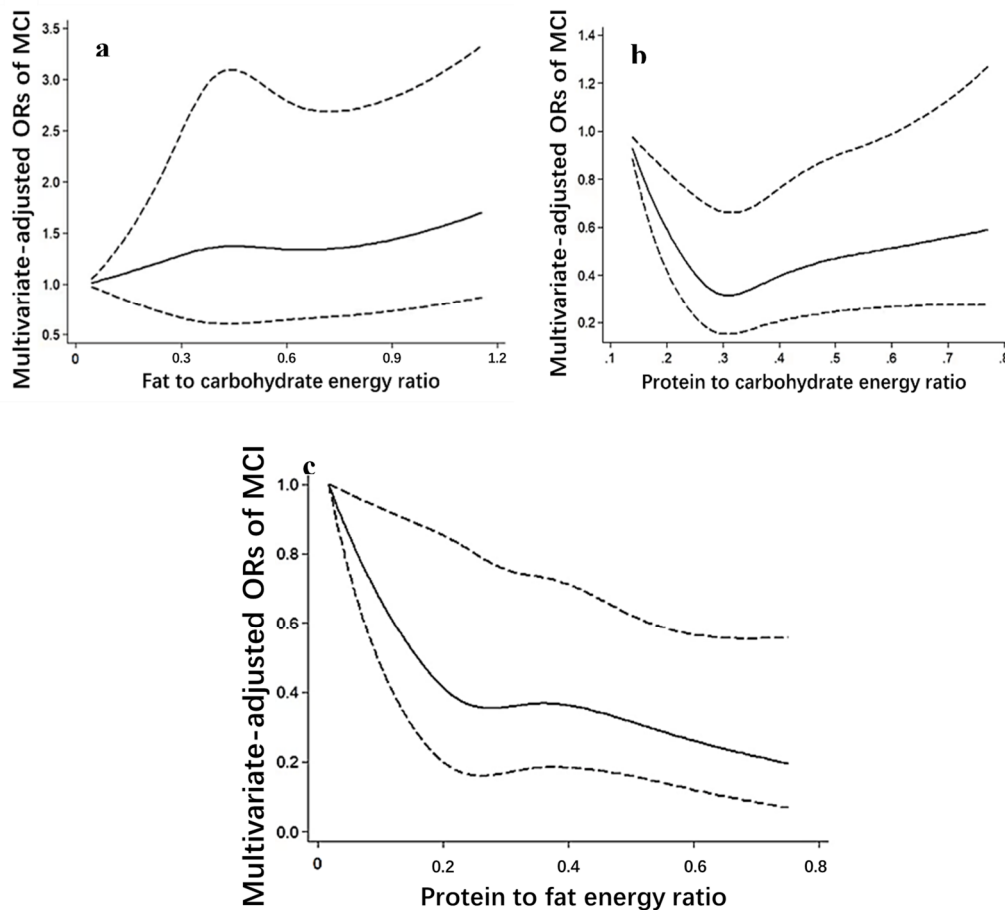 a
Multivariate-adjusted ORs of MCI
3.5
3.0
2.5
2.0
1.5
1.0
0.5
0 0.3 0.6 0.9 1.2
Fat to carbohydrate energy ratio
b
Multivariate-adjusted ORs of MCI
1.4
1.2
1.0
0.8
0.6
0.4
0.2
.1 .2 .3 .4 .5 .6 .7
Protein to carbohydrate energy ratio
c
Multivariate-adjusted ORs of MCI
1.0
0.8
0.6
0.4
0.2
0.0
0 0.2 0.4 0.6 0.8
Protein to fat energy ratio